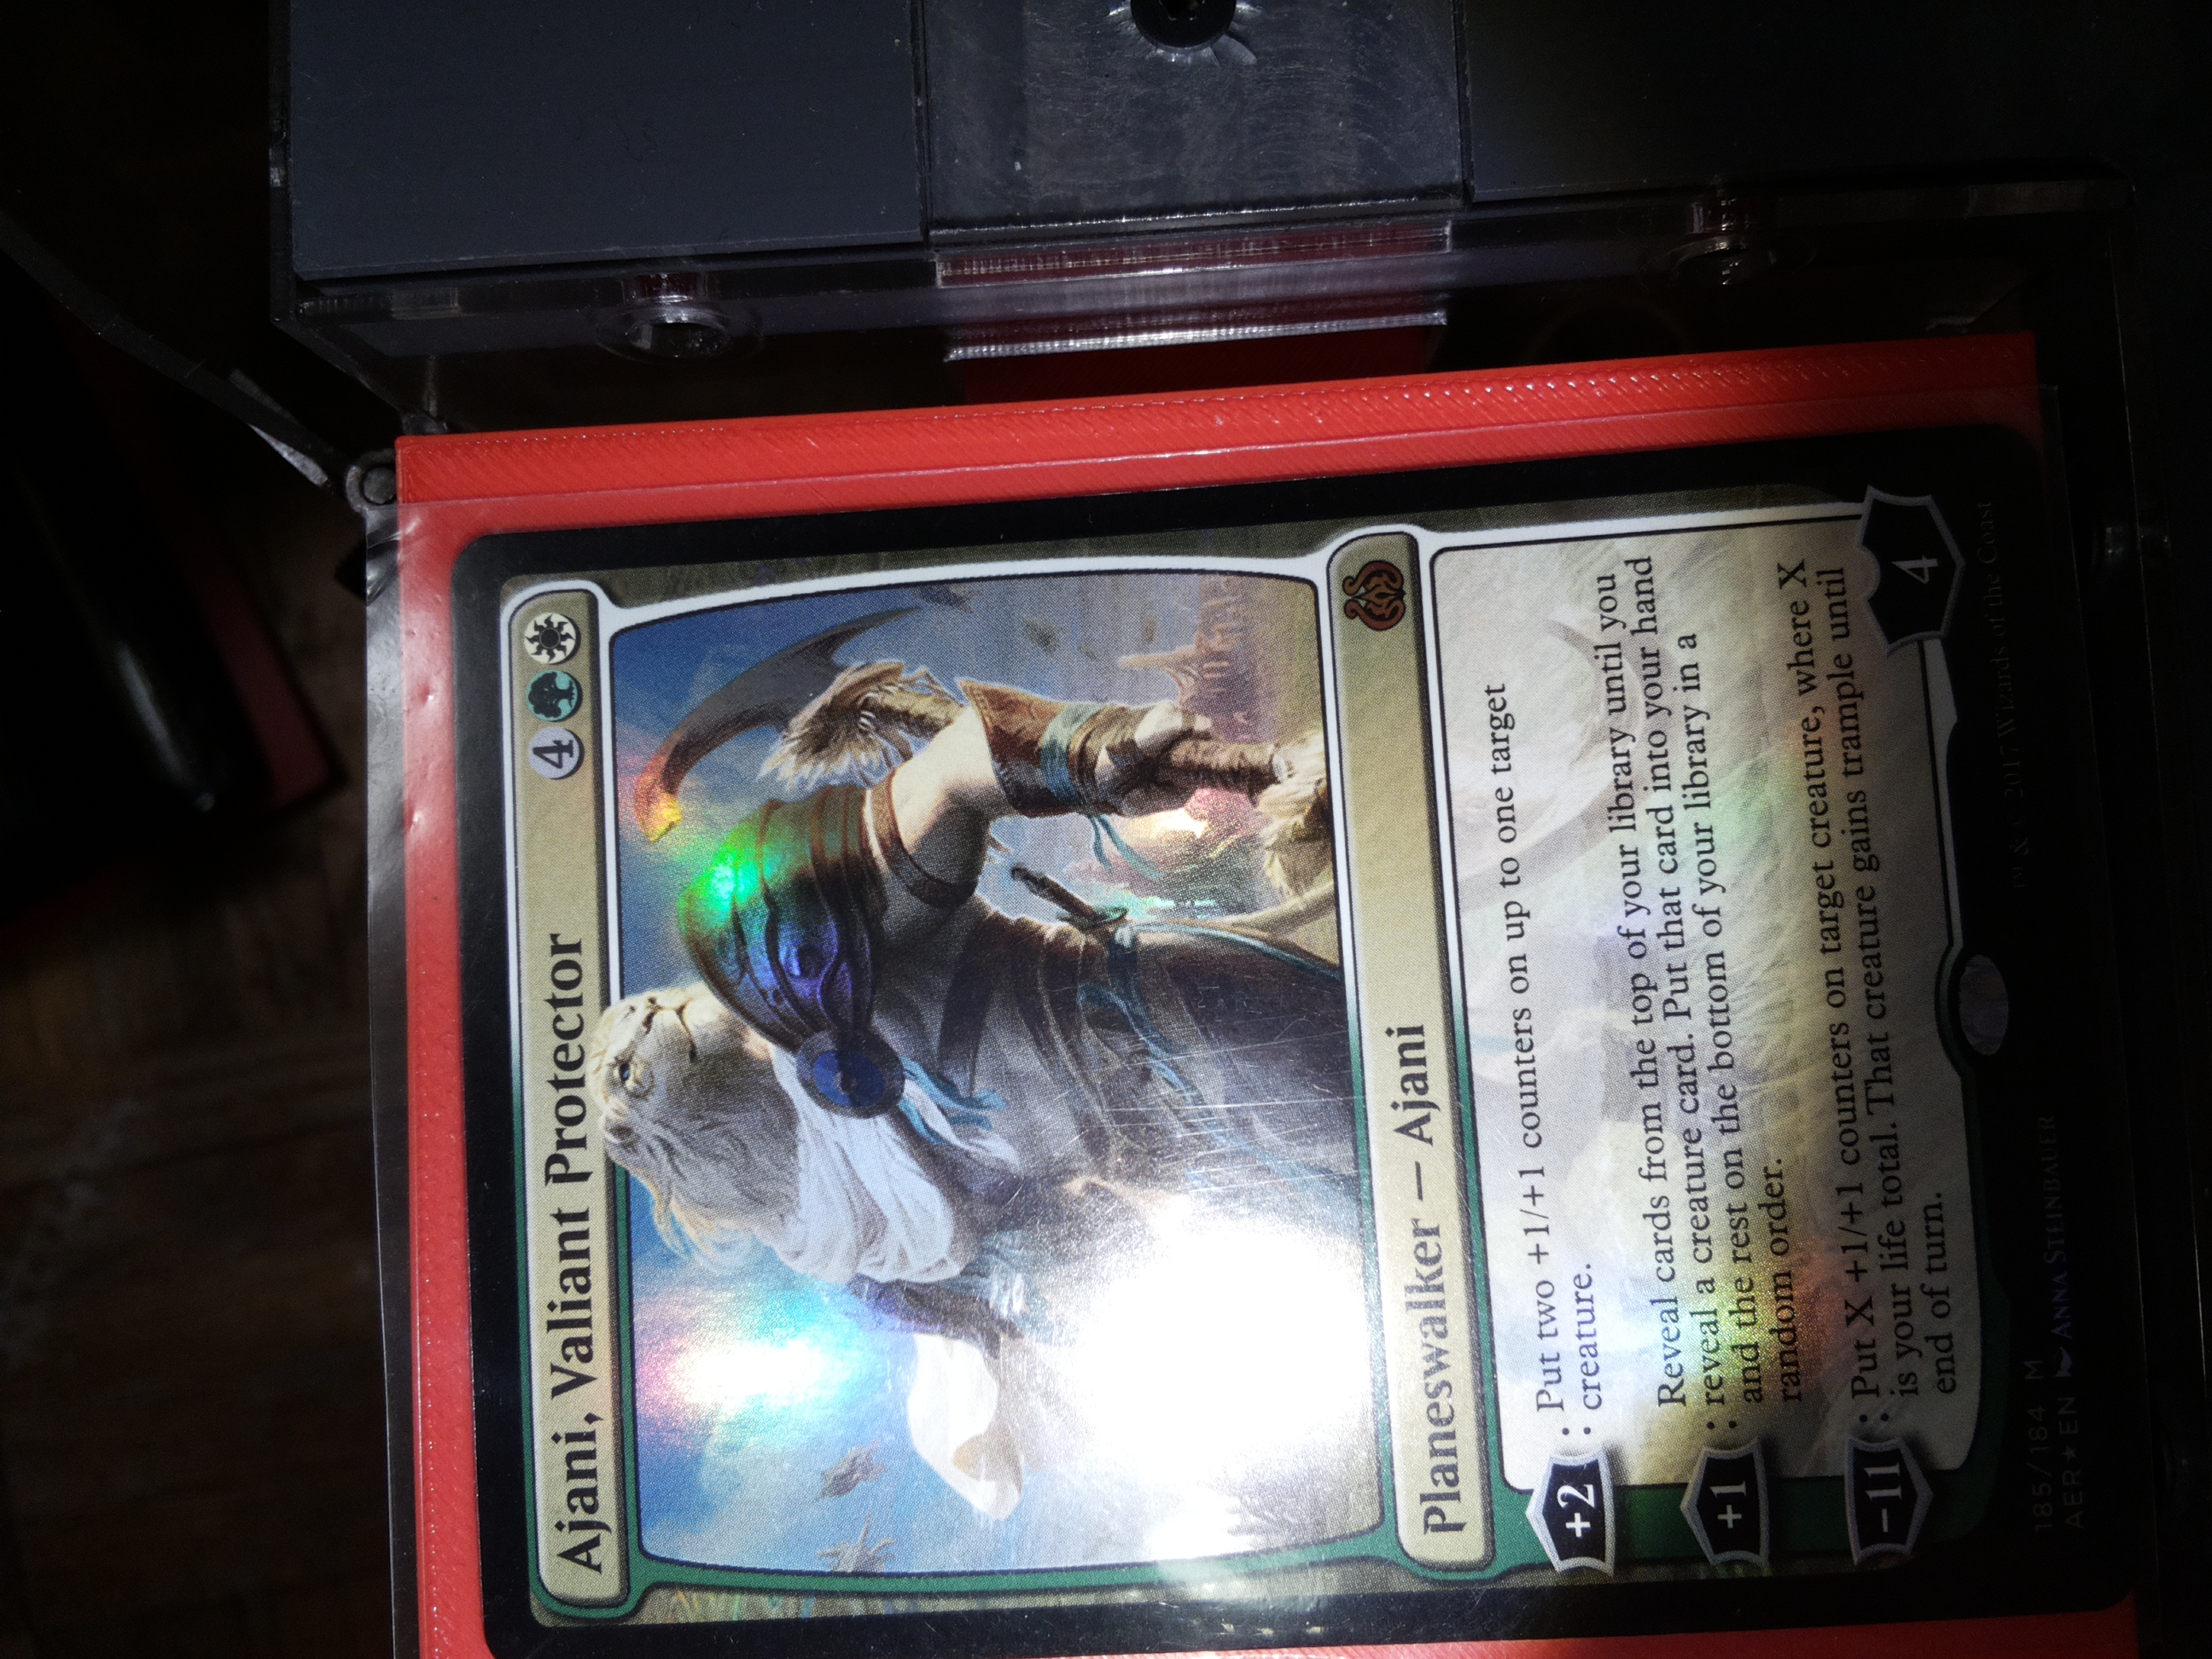 Ajani, Valiant Protector 4
Planeswalker — Ajani
+2: Put two +1/+1 counters on up to one target
creature.
Reveal cards from the top of your library until you
+1: reveal a creature card. Put that card into your hand
and the rest on the bottom of your library in a
random order.
−11: Put X +1/+1 counters on target creature, where X
is your life total. That creature gains trample until
end of turn.
4
185/184 M
AER★EN ANNA STEINBAUER
™ & © 2017 Wizards of the Coast